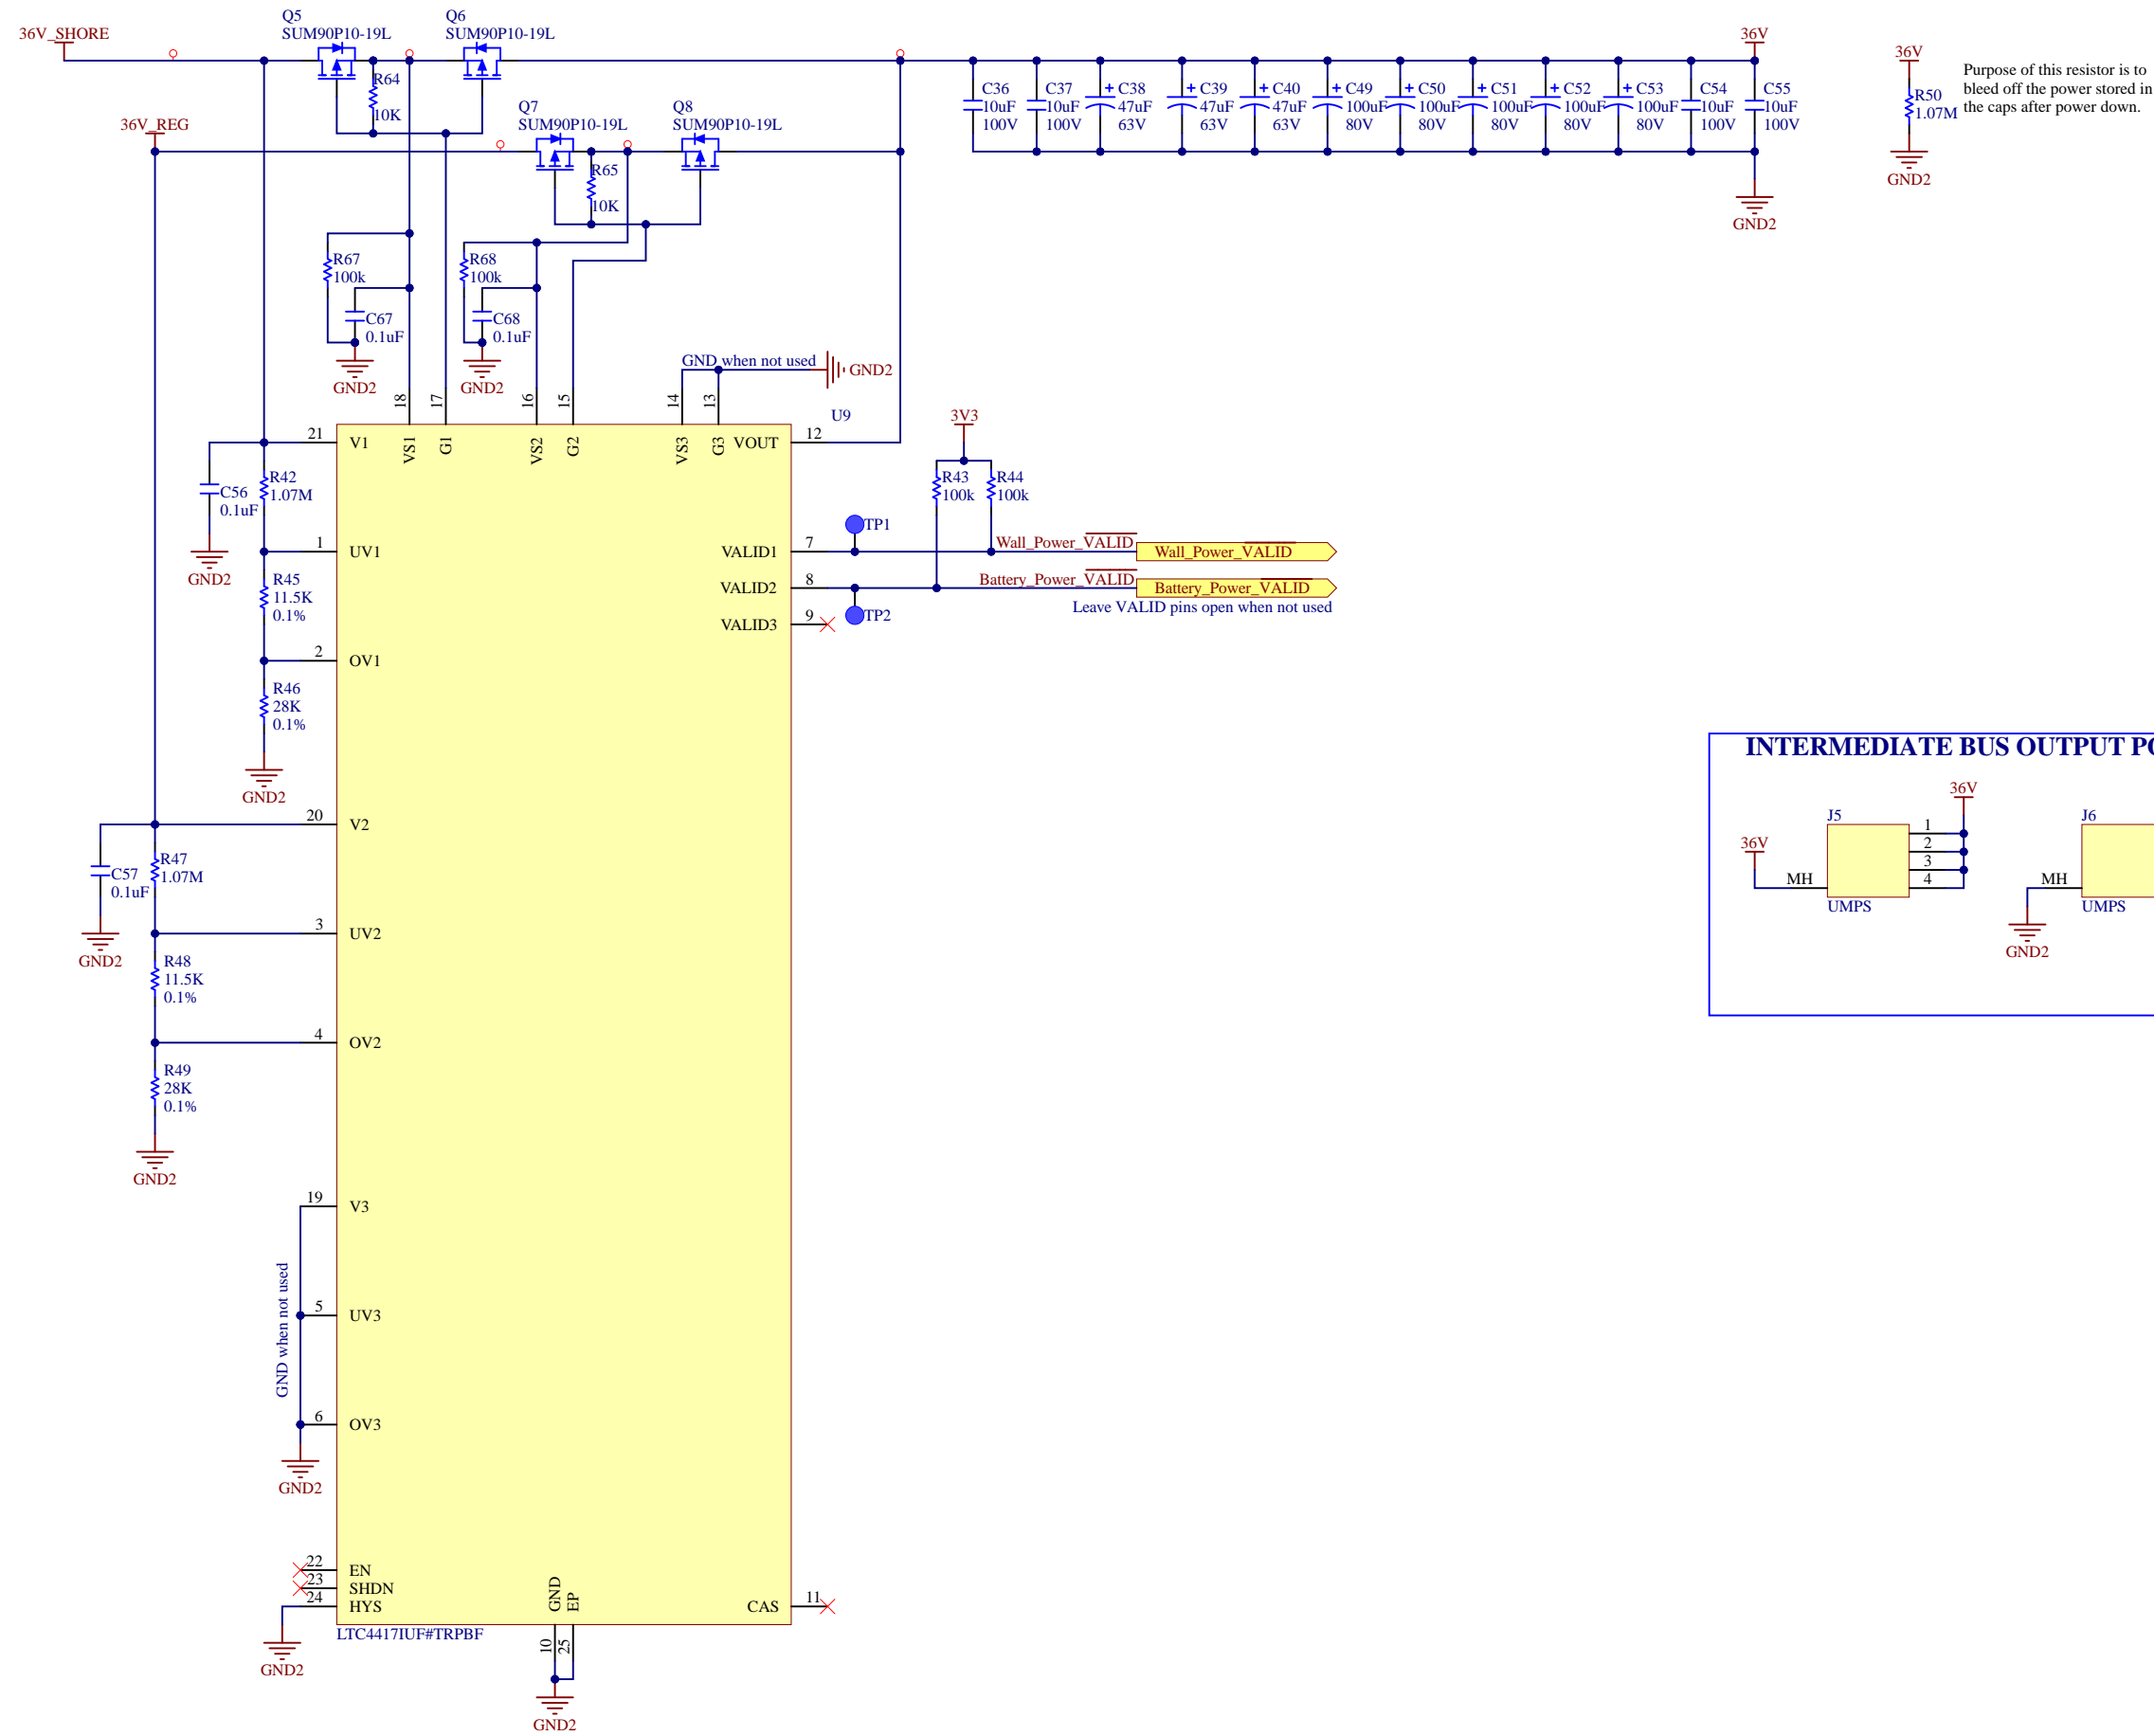 36V_SHORE
Q5
SUM90P10-19L
Q6
SUM90P10-19L
R64
10K
36V_REG
Q7
SUM90P10-19L
Q8
SUM90P10-19L
R65
10K
C36
10uF
100V
C37
10uF
100V
C38
47uF
63V
C39
47uF
63V
C40
47uF
63V
C49
100uF
80V
C50
100uF
80V
C51
100uF
80V
C52
100uF
80V
C53
100uF
80V
C54
10uF
100V
36V
C55
10uF
100V
GND2
36V
R50
1.07M
GND2
Purpose of this resistor is to
bleed off the power stored in
the caps after power down.
R67
100k
C67
0.1uF
GND2
R68
100k
C68
0.1uF
GND2
GND when not used
GND2
U9
18
17
16
15
14
13
VS1
G1
VS2
G2
VS3
G3
21
V1
VOUT
12
C56
0.1uF
GND2
R42
1.07M
1
UV1
R45
11.5K
0.1%
2
OV1
R46
28K
0.1%
GND2
3V3
R43
100k
R44
100k
TP1
VALID1
7
Wall_Power_VALID
Wall_Power_VALID
VALID2
8
Battery_Power_VALID
Battery_Power_VALID
Leave VALID pins open when not used
TP2
VALID3
9
20
V2
C57
0.1uF
GND2
R47
1.07M
3
UV2
R48
11.5K
0.1%
4
OV2
R49
28K
0.1%
GND2
INTERMEDIATE BUS OUTPUT
36V
36V
J5
1
2
3
4
MH
UMPS
J6
MH
UMPS
GND2
19
V3
GND when not used
5
UV3
6
OV3
GND2
22
EN
23
SHDN
24
HYS
GND2
GND
EP
CAS
11
LTC4417IUF#TRPBF
10
25
GND2